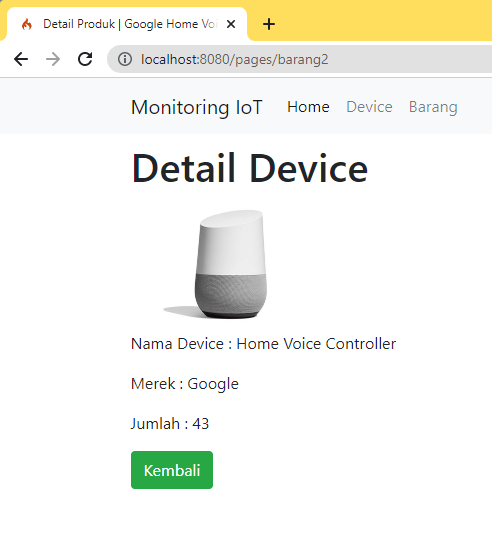 Detail Produk | Google Home Voi
localhost:8080/pages/barang2
Monitoring IoT Home Device Barang
Detail Device
Nama Device : Home Voice Controller
Merek : Google
Jumlah : 43
Kembali